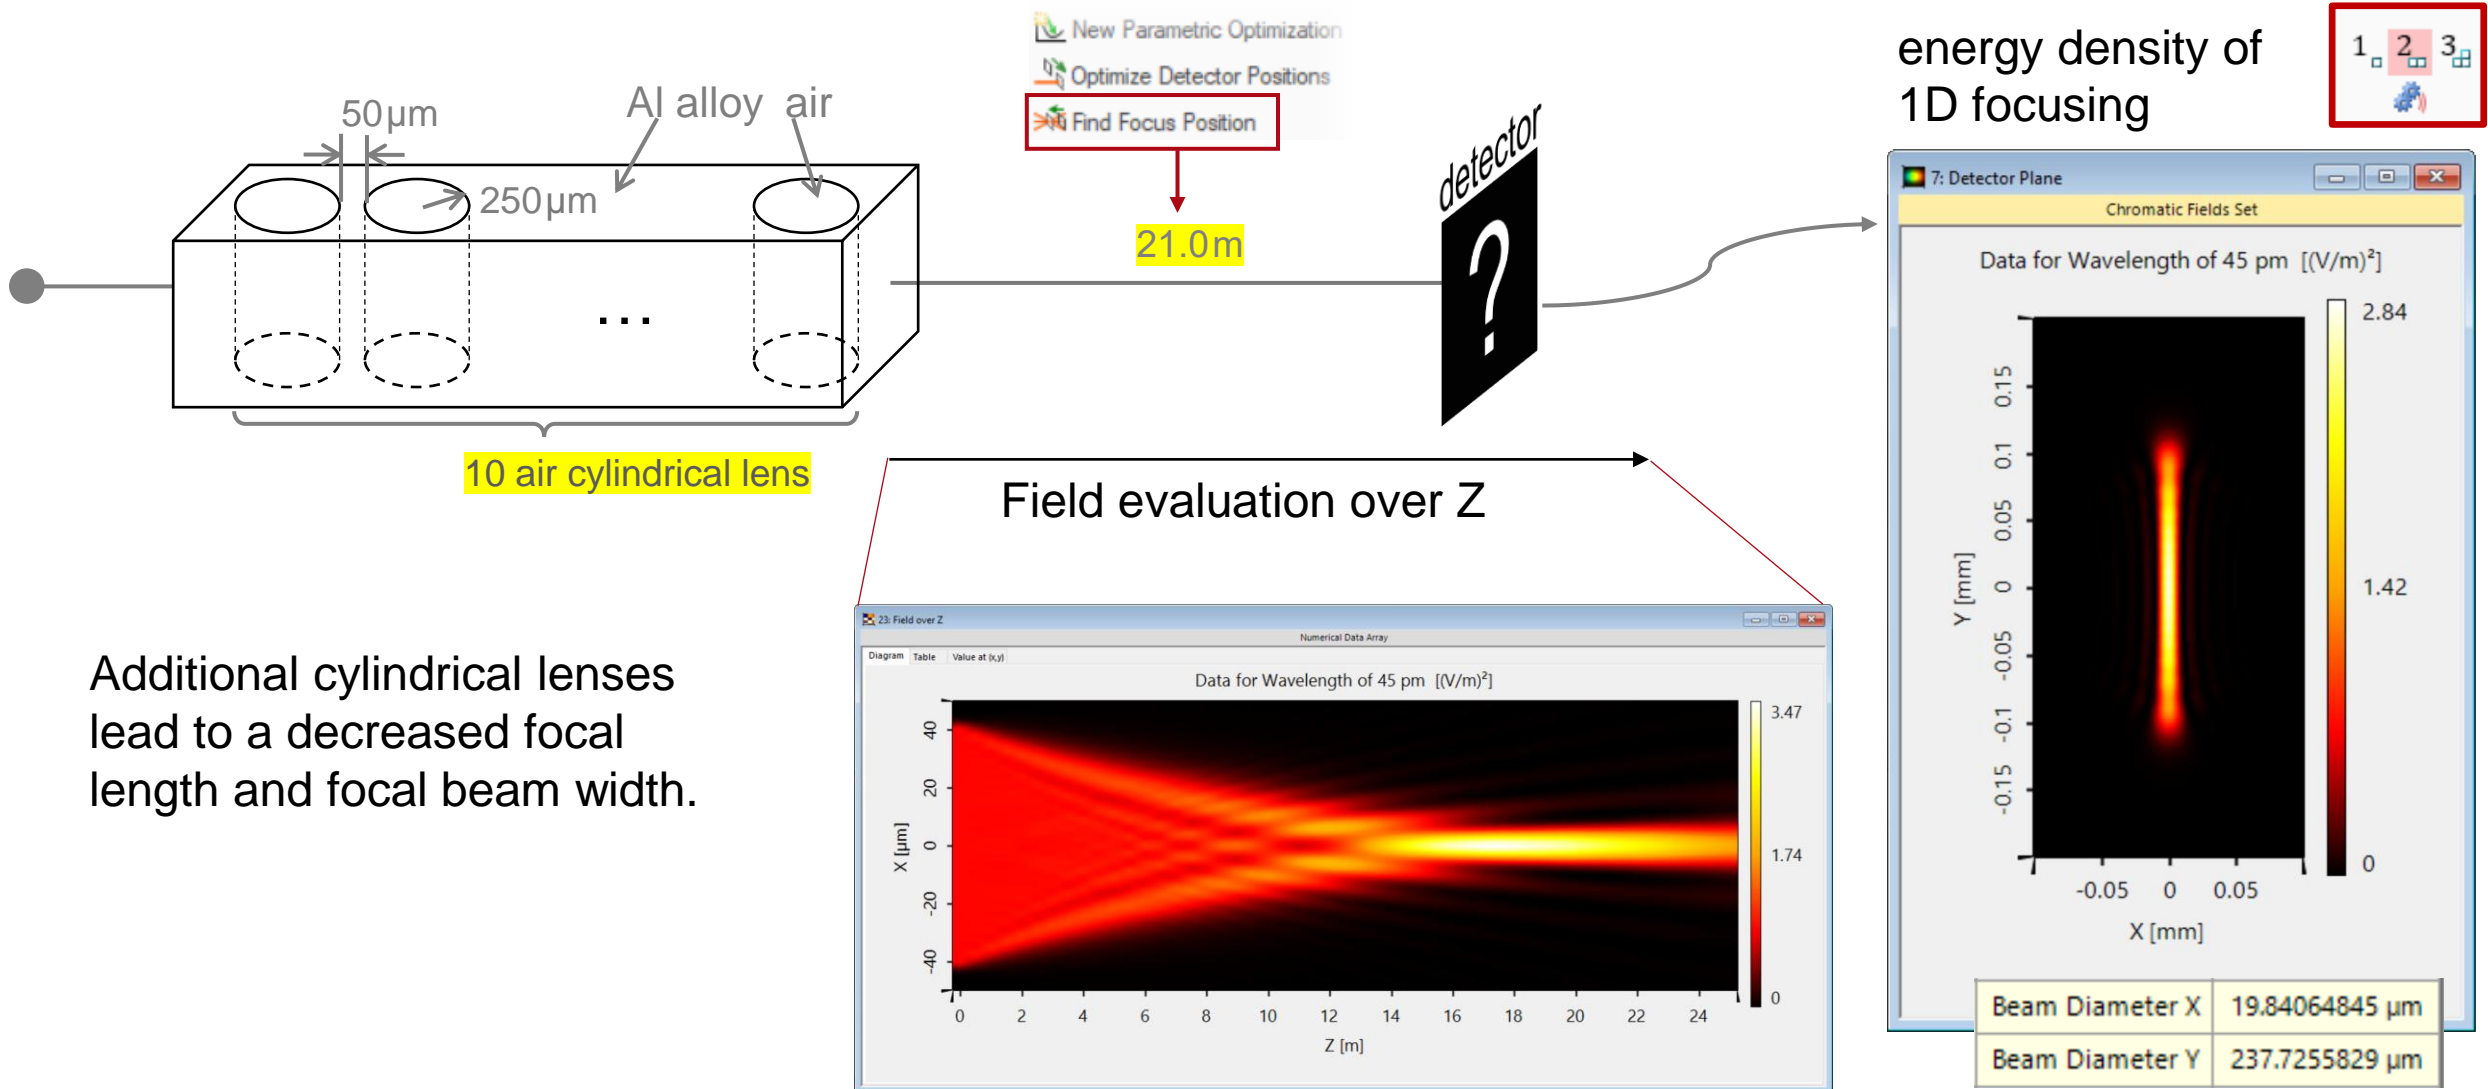 New Parametric Optimization
Optimize Detector Positions
Find Focus Position
energy density of
1D focusing
1 2 3
50µm
Al alloy air
250µm
21.0m
detector
?
...
10 air cylindrical lens
Field evaluation over Z
Additional cylindrical lenses
lead to a decreased focal
length and focal beam width.
23: Field over Z
Numerical Data Array
Diagram Table Value at (x,y)
Data for Wavelength of 45 pm [(V/m)²]
X [µm]
40
20
0
-20
-40
0 2 4 6 8 10 12 14 16 18 20 22 24
Z [m]
3.47
1.74
0
7: Detector Plane
Chromatic Fields Set
Data for Wavelength of 45 pm [(V/m)²]
Y [mm]
0.15
0.1
0.05
0
-0.05
-0.1
-0.15
-0.05 0 0.05
X [mm]
2.84
1.42
0
Beam Diameter X 19.84064845 µm
Beam Diameter Y 237.7255829 µm